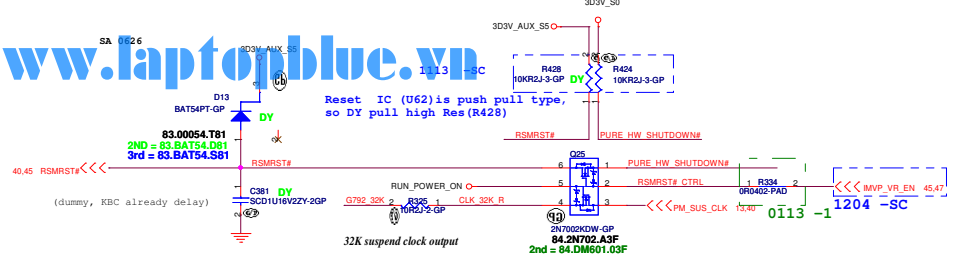 3D3V_S0
3D3V_AUX_S5
SA 0626
3D3V_AUX_S5
www.laptopblue.vn
1113 -SC
R428
10KR2J-3-GP
DY
R424
10KR2J-3-GP
D13
BAT54PT-GP
DY
Reset IC (U62)is push pull type,
so DY pull high Res(R428)
83.00054.T81
2ND = 83.BAT54.D81
3rd = 83.BAT54.S81
RSMRST#
PURE_HW_SHUTDOWN#
Q25
40,45 RSMRST#
RSMRST#
6
1
PURE_HW_SHUTDOWN#
RUN_POWER_ON
5
2
RSMRST#_CTRL
R334
1
2
0R0402-PAD
IMVP_VR_EN 45,47
C381
DY
SCD1U16V2ZY-2GP
(dummy, KBC already delay)
G792_32K
2
R325
1
10R2J-2-GP
CLK_32K_R
4
3
PM_SUS_CLK 13,40
0113 -1
1204 -SC
2N7002KDW-GP
84.2N702.A3F
2nd = 84.DM601.03F
32K suspend clock output